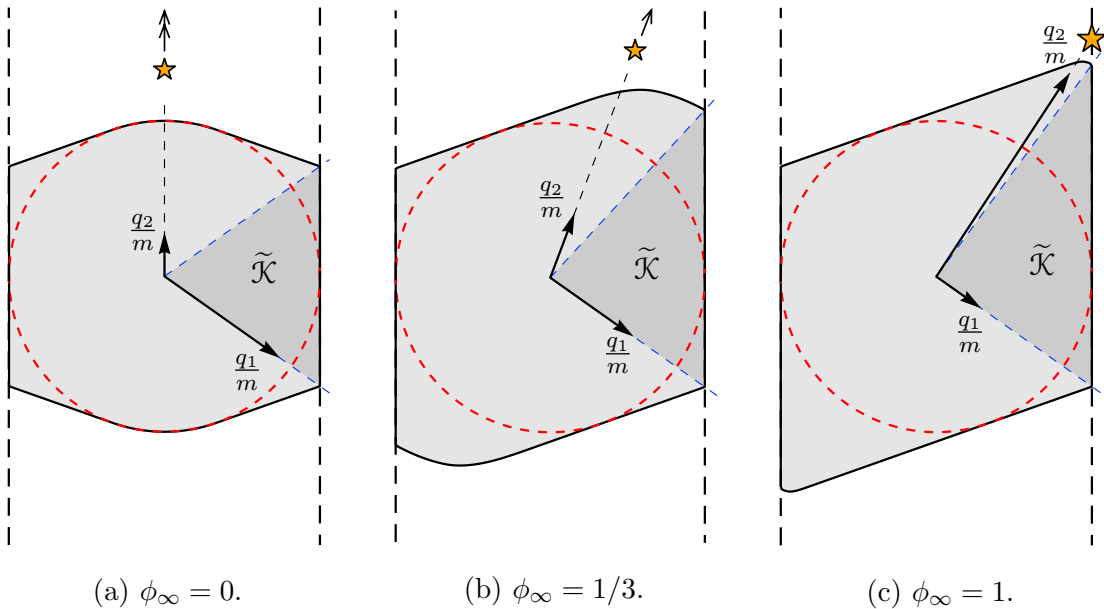 q₂/m
𝒦̃
q₁/m
(a) ϕ∞ = 0.
q₂/m
𝒦̃
q₁/m
(b) ϕ∞ = 1/3.
q₂/m
𝒦̃
q₁/m
(c) ϕ∞ = 1.